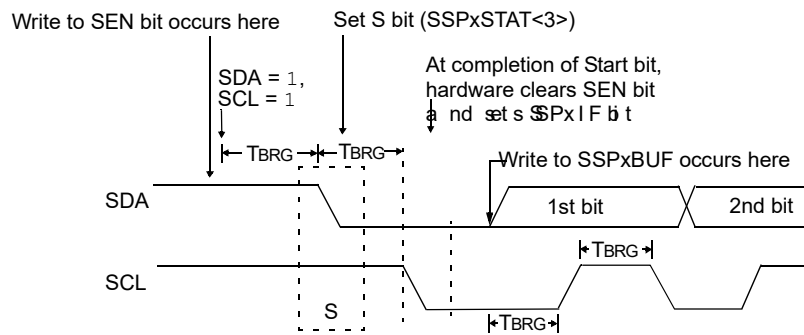 Write to SEN bit occurs here
Set S bit (SSPxSTAT<3>)
SDA = 1,
SCL = 1
At completion of Start bit,
hardware clears SEN bit
and sets SSPxIF bit
TBRG
TBRG
Write to SSPxBUF occurs here
SDA
1st bit
2nd bit
TBRG
SCL
S
TBRG